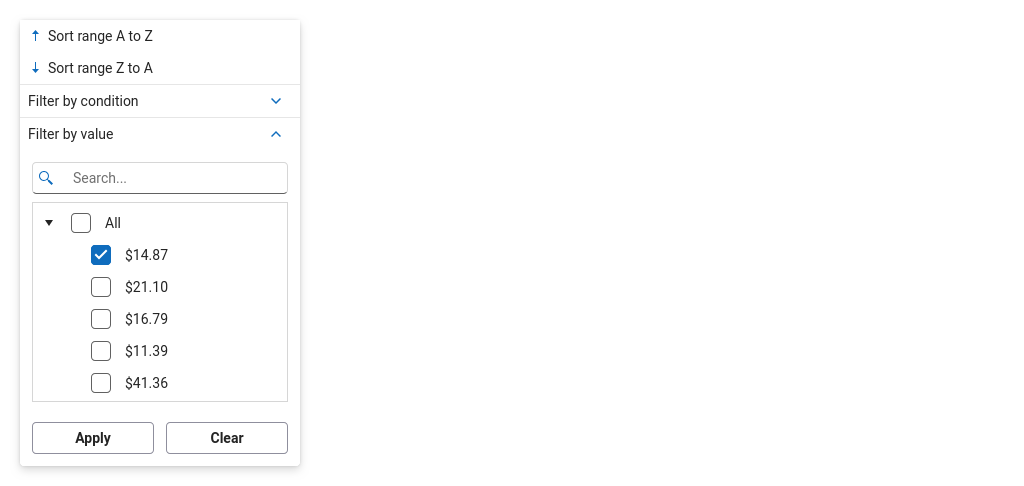 Sort range A to Z
Sort range Z to A
Filter by condition
Filter by value
Search...
All
$14.87
$21.10
$16.79
$11.39
$41.36
Apply Clear